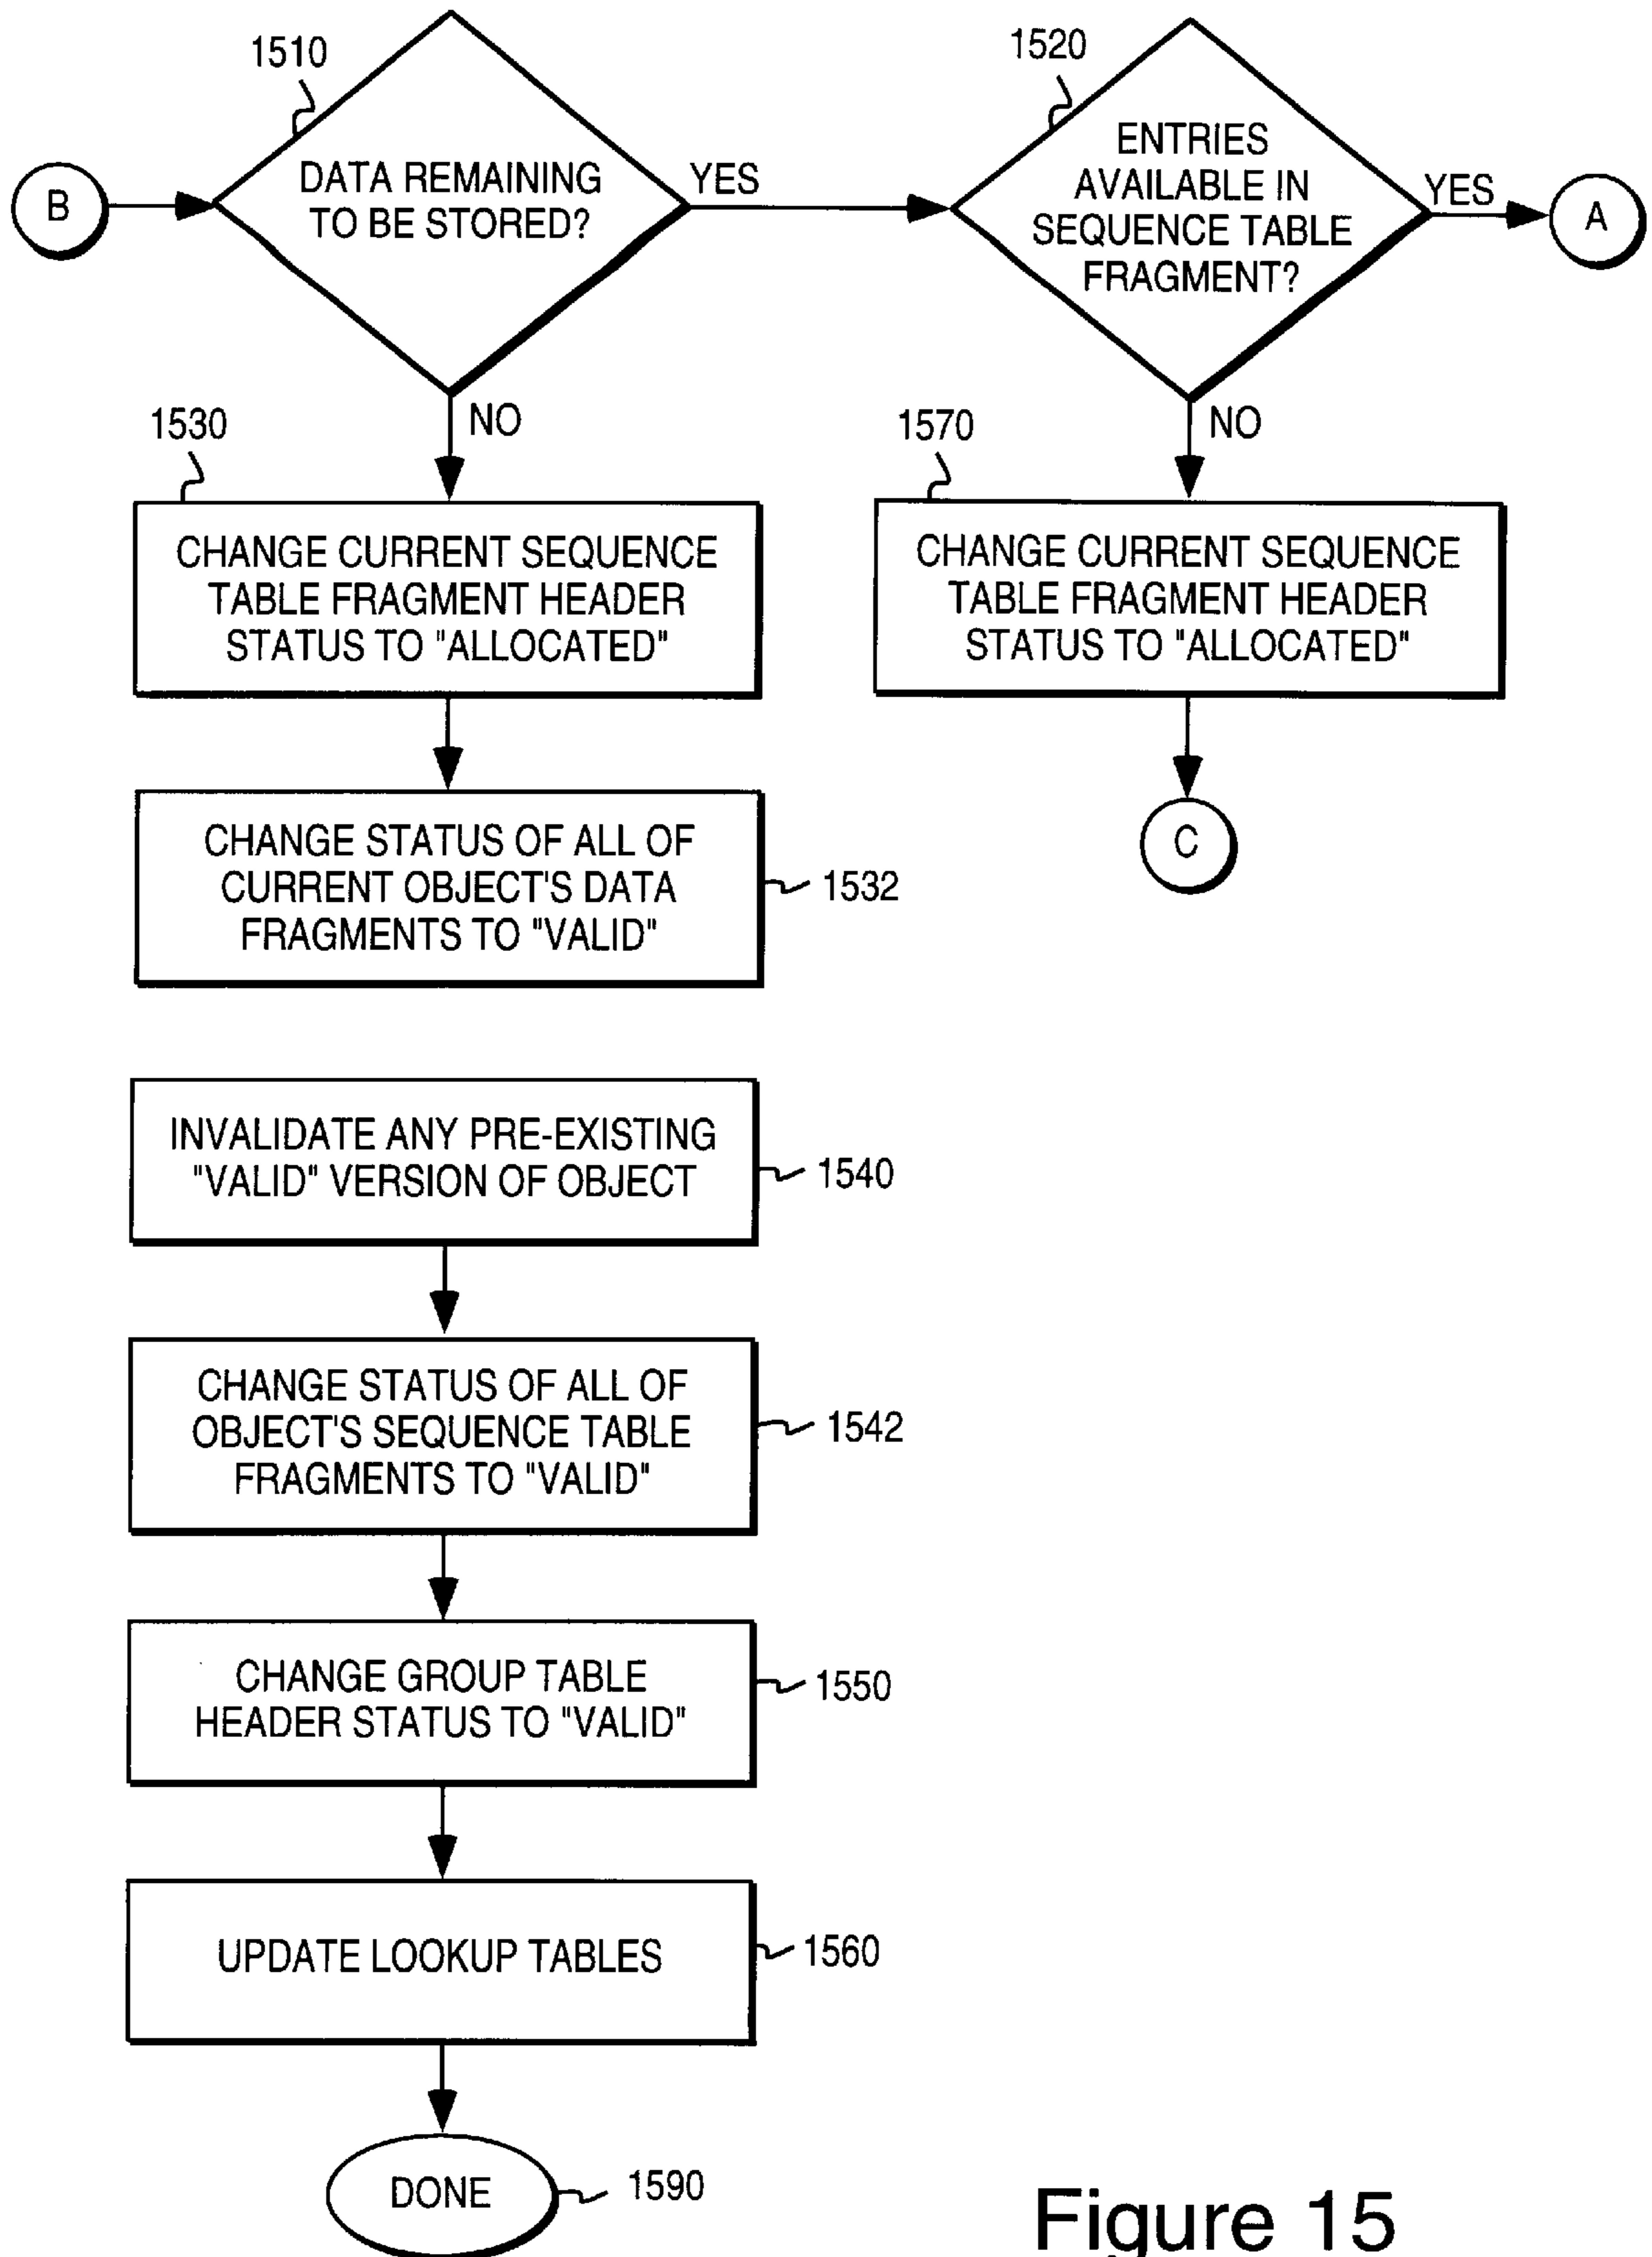 1510
1520
B
DATA REMAINING
TO BE STORED?
YES
ENTRIES
AVAILABLE IN
SEQUENCE TABLE
FRAGMENT?
YES
A
NO
NO
1530
CHANGE CURRENT SEQUENCE
TABLE FRAGMENT HEADER
STATUS TO "ALLOCATED"
1570
CHANGE CURRENT SEQUENCE
TABLE FRAGMENT HEADER
STATUS TO "ALLOCATED"
CHANGE STATUS OF ALL OF
CURRENT OBJECT'S DATA
FRAGMENTS TO "VALID"
1532
C
INVALIDATE ANY PRE-EXISTING
"VALID" VERSION OF OBJECT
1540
CHANGE STATUS OF ALL OF
OBJECT'S SEQUENCE TABLE
FRAGMENTS TO "VALID"
1542
CHANGE GROUP TABLE
HEADER STATUS TO "VALID"
1550
UPDATE LOOKUP TABLES
1560
DONE
1590
Figure 15